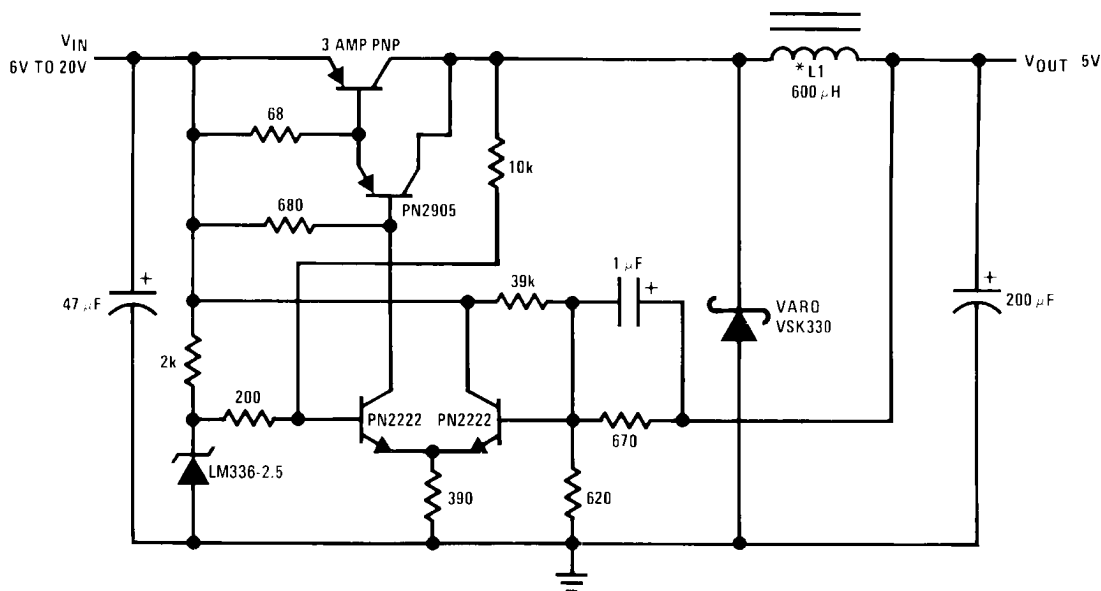 V_IN
6V TO 20V
3 AMP PNP
*L1
600 μH
V_OUT 5V
68
10k
PN2905
680
39k
1 μF
47 μF
+
+
+
VARO
VSK330
200 μF
2k
200
PN2222
PN2222
670
LM336-2.5
390
620